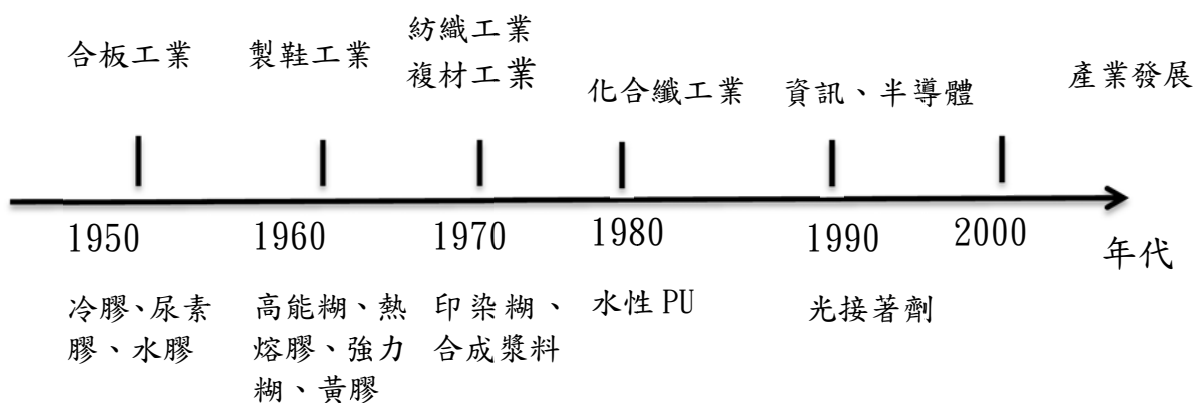 合板工業
製鞋工業
紡織工業
複材工業
化合纖工業
資訊、半導體
產業發展
1950
1960
1970
1980
1990
2000
年代
冷膠、尿素
膠、水膠
高能糊、熱
熔膠、強力
糊、黃膠
印染糊、
合成漿料
水性 PU
光接著劑